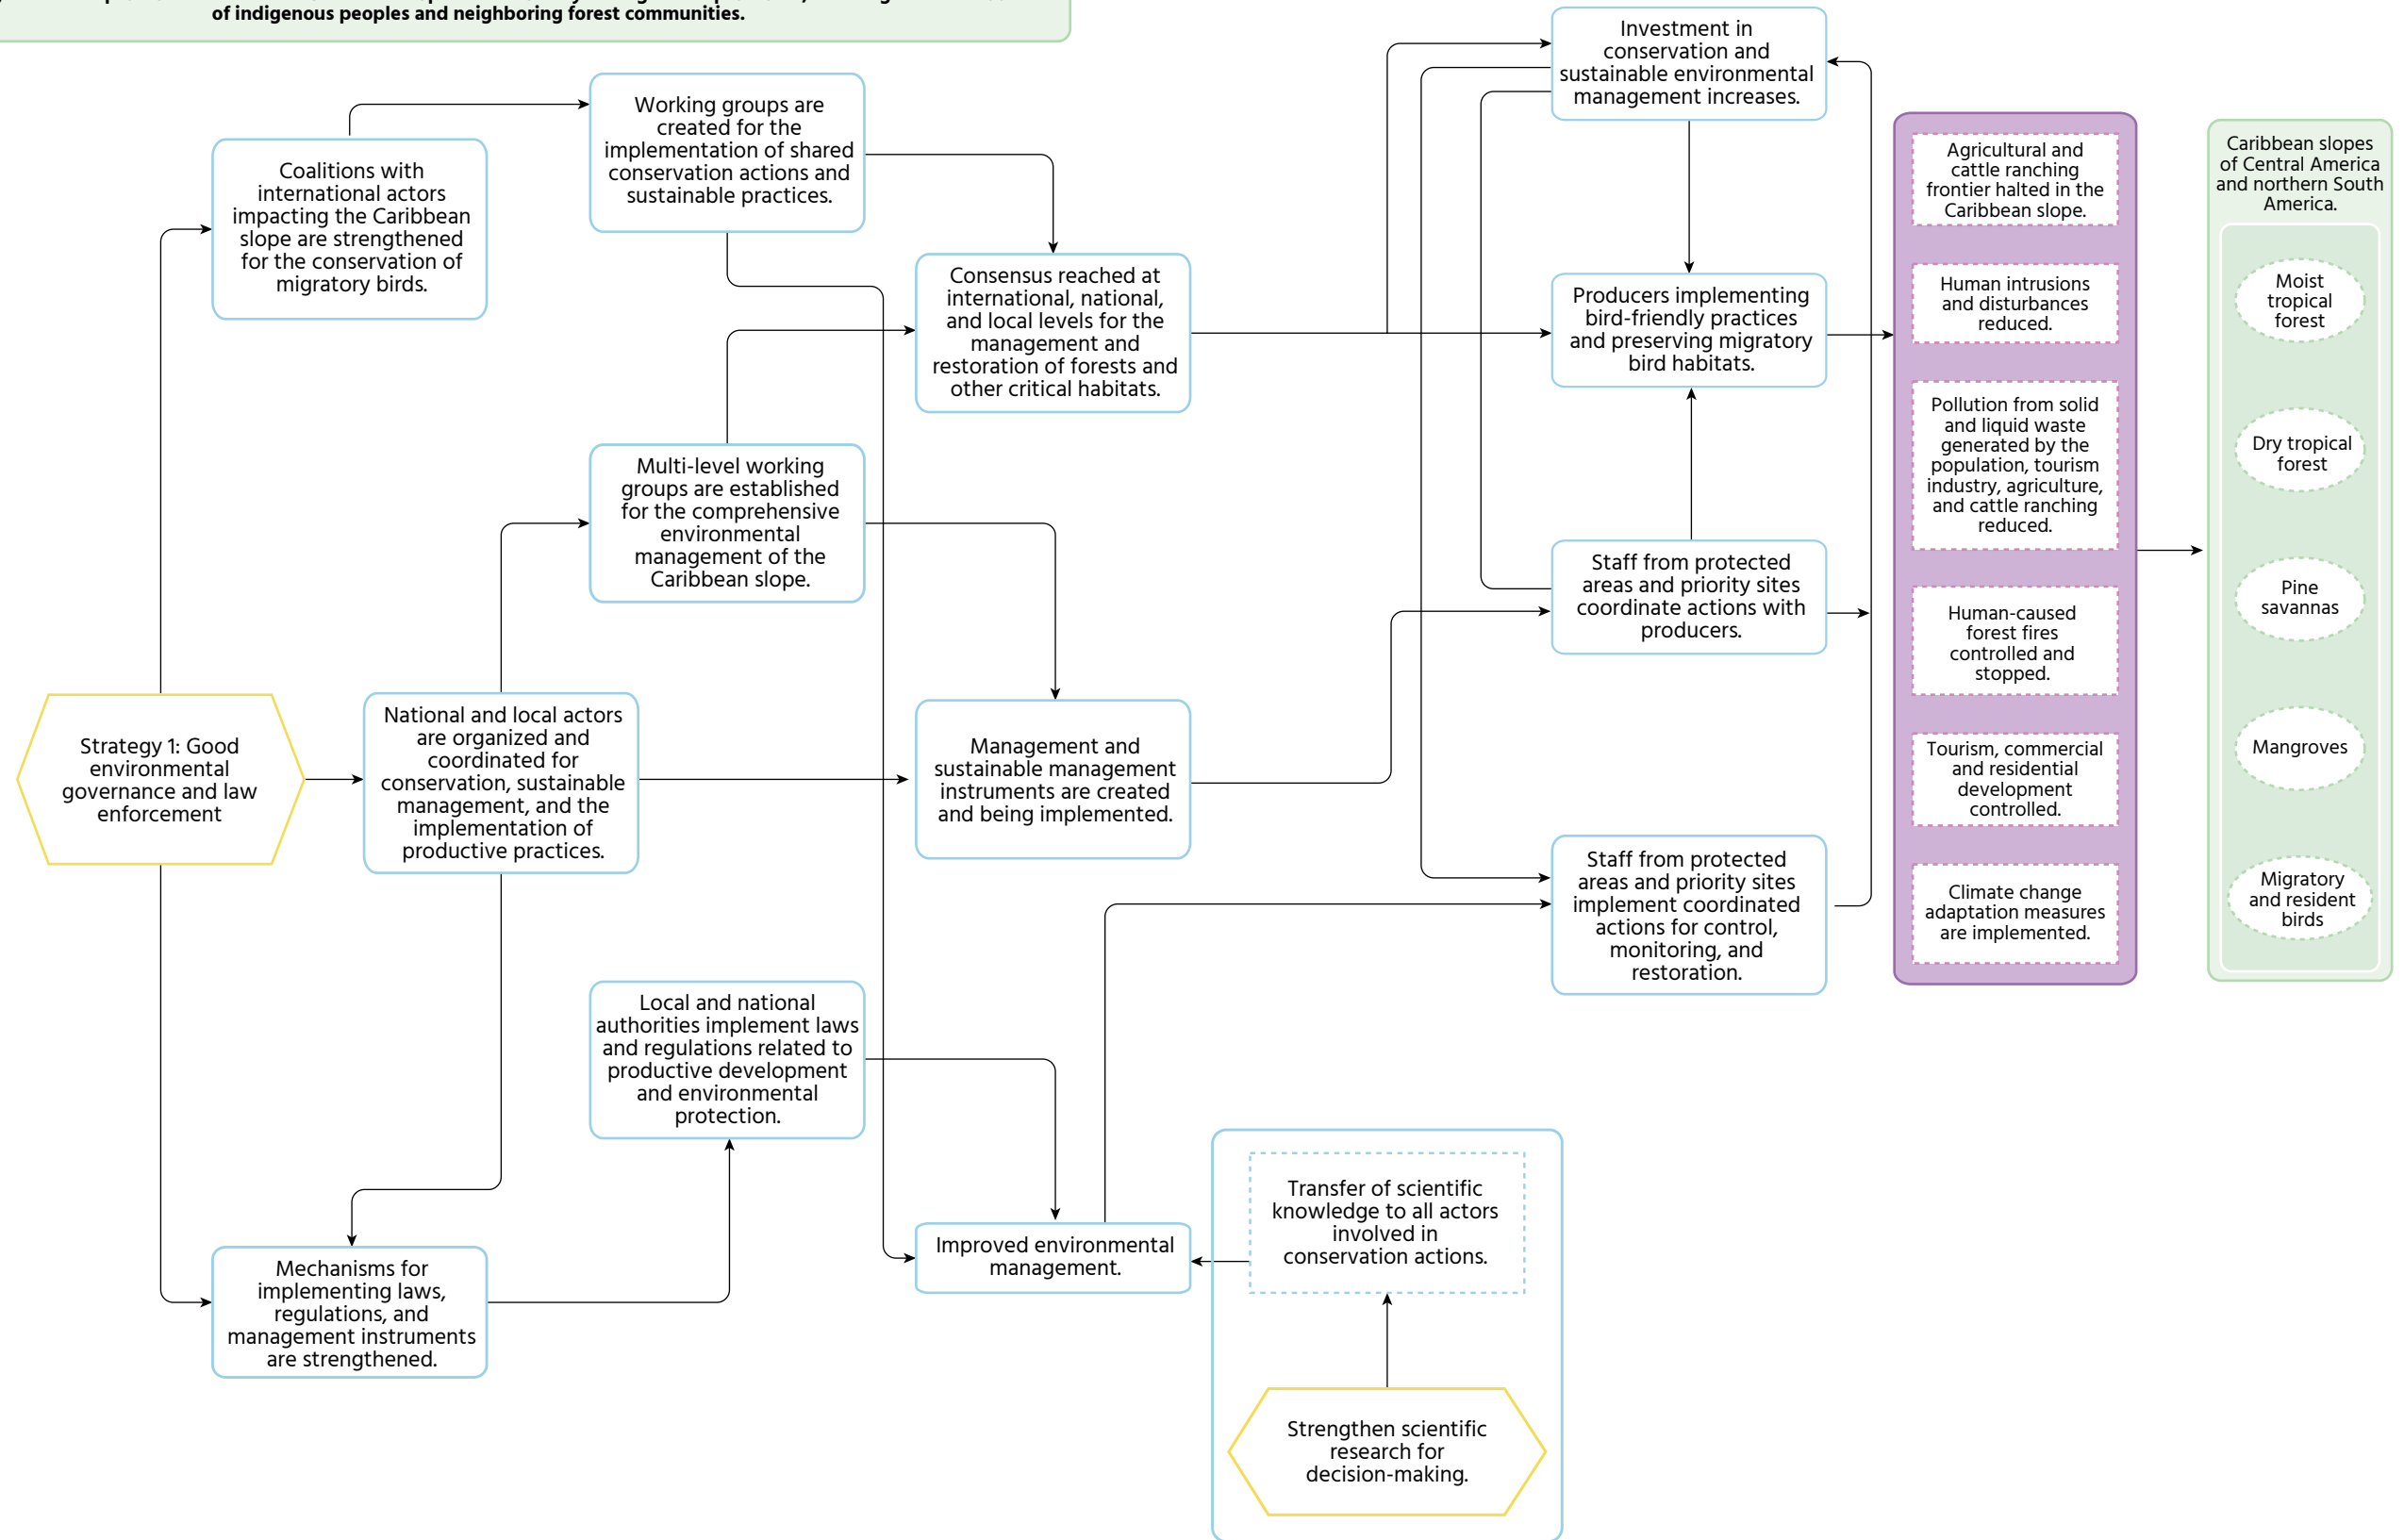 of indigenous peoples and neighboring forest communities.
Coalitions with
international actors
impacting the Caribbean
slope are strengthened
for the conservation of
migratory birds.
Working groups are
created for the
implementation of shared
conservation actions and
sustainable practices.
Consensus reached at
international, national,
and local levels for the
management and
restoration of forests and
other critical habitats.
Multi-level working
groups are established
for the comprehensive
environmental
management of the
Caribbean slope.
Strategy 1: Good
environmental
governance and law
enforcement
National and local actors
are organized and
coordinated for
conservation, sustainable
management, and the
implementation of
productive practices.
Management and
sustainable management
instruments are created
and being implemented.
Local and national
authorities implement laws
and regulations related to
productive development
and environmental
protection.
Mechanisms for
implementing laws,
regulations, and
management instruments
are strengthened.
Improved environmental
management.
Transfer of scientific
knowledge to all actors
involved in
conservation actions.
Strengthen scientific
research for
decision-making.
Investment in
conservation and
sustainable environmental
management increases.
Producers implementing
bird-friendly practices
and preserving migratory
bird habitats.
Staff from protected
areas and priority sites
coordinate actions with
producers.
Staff from protected
areas and priority sites
implement coordinated
actions for control,
monitoring, and
restoration.
Agricultural and
cattle ranching
frontier halted in the
Caribbean slope.
Human intrusions
and disturbances
reduced.
Pollution from solid
and liquid waste
generated by the
population, tourism
industry, agriculture,
and cattle ranching
reduced.
Human-caused
forest fires
controlled and
stopped.
Tourism, commercial
and residential
development
controlled.
Climate change
adaptation measures
are implemented.
Caribbean slopes
of Central America
and northern South
America.
Moist
tropical
forest
Dry tropical
forest
Pine
savannas
Mangroves
Migratory
and resident
birds